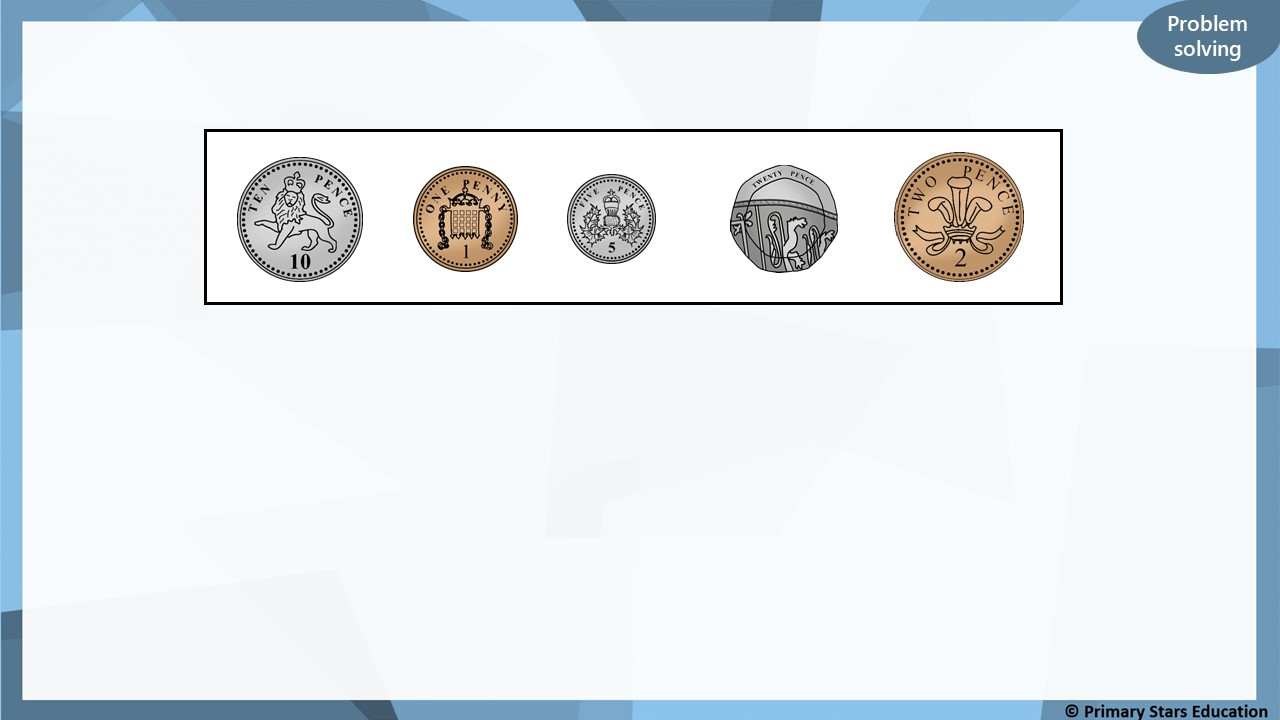 Problem
solving
TEN PENCE
10
ONE PENNY
1
FIVE PENCE
5
TWENTY PENCE
TWO PENCE
2
© Primary Stars Education